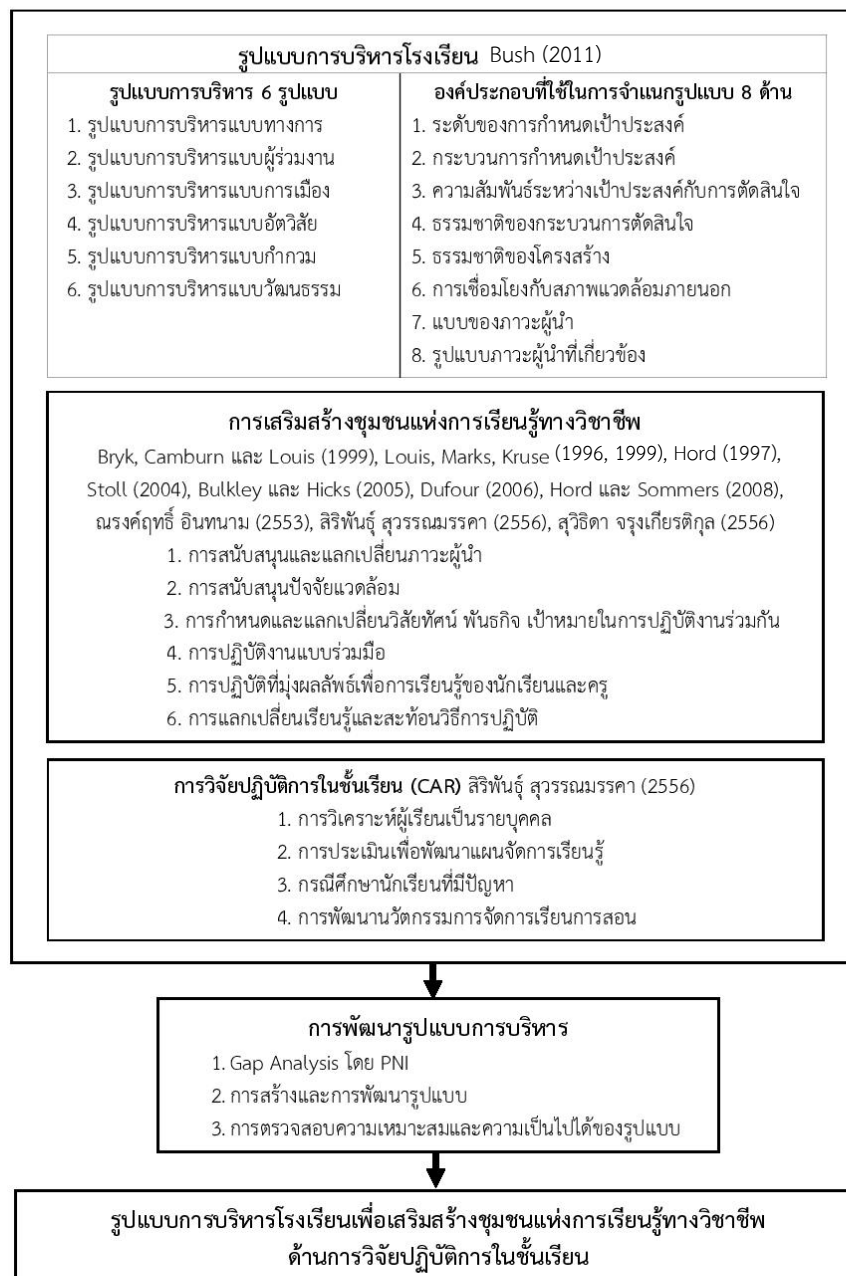 รูปแบบการบริหารโรงเรียน Bush (2011)
รูปแบบการบริหาร 6 รูปแบบ
1. รูปแบบการบริหารแบบทางการ
2. รูปแบบการบริหารแบบผู้ร่วมงาน
3. รูปแบบการบริหารแบบการเมือง
4. รูปแบบการบริหารแบบอัตวิสัย
5. รูปแบบการบริหารแบบกำกวม
6. รูปแบบการบริหารแบบวัฒนธรรม
องค์ประกอบที่ใช้ในการจำแนกรูปแบบ 8 ด้าน
1. ระดับของการกำหนดเป้าประสงค์
2. กระบวนการกำหนดเป้าประสงค์
3. ความสัมพันธ์ระหว่างเป้าประสงค์กับการตัดสินใจ
4. ธรรมชาติของกระบวนการตัดสินใจ
5. ธรรมชาติของโครงสร้าง
6. การเชื่อมโยงกับสภาพแวดล้อมภายนอก
7. แบบของภาวะผู้นำ
8. รูปแบบภาวะผู้นำที่เกี่ยวข้อง
การเสริมสร้างชุมชนแห่งการเรียนรู้ทางวิชาชีพ
Bryk, Camburn และ Louis (1999), Louis, Marks, Kruse (1996, 1999), Hord (1997),
Stoll (2004), Bulkley และ Hicks (2005), Dufour (2006), Hord และ Sommers (2008),
ณรงค์ฤทธิ์ อินทนาม (2553), สิริพันธุ์ สุวรรณมรรคา (2556), สุวิธิดา จรุงเกียรติกุล (2556)
1. การสนับสนุนและแลกเปลี่ยนภาวะผู้นำ
2. การสนับสนุนปัจจัยแวดล้อม
3. การกำหนดและแลกเปลี่ยนวิสัยทัศน์ พันธกิจ เป้าหมายในการปฏิบัติงานร่วมกัน
4. การปฏิบัติงานแบบร่วมมือ
5. การปฏิบัติที่มุ่งผลลัพธ์เพื่อการเรียนรู้ของนักเรียนและครู
6. การแลกเปลี่ยนเรียนรู้และสะท้อนวิธีการปฏิบัติ
การวิจัยปฏิบัติการในชั้นเรียน (CAR) สิริพันธุ์ สุวรรณมรรคา (2556)
1. การวิเคราะห์ผู้เรียนเป็นรายบุคคล
2. การประเมินเพื่อพัฒนาแผนจัดการเรียนรู้
3. กรณีศึกษานักเรียนที่มีปัญหา
4. การพัฒนานวัตกรรมการจัดการเรียนการสอน
การพัฒนารูปแบบการบริหาร
1. Gap Analysis โดย PNI
2. การสร้างและการพัฒนารูปแบบ
3. การตรวจสอบความเหมาะสมและความเป็นไปได้ของรูปแบบ
รูปแบบการบริหารโรงเรียนเพื่อเสริมสร้างชุมชนแห่งการเรียนรู้ทางวิชาชีพ
ด้านการวิจัยปฏิบัติการในชั้นเรียน